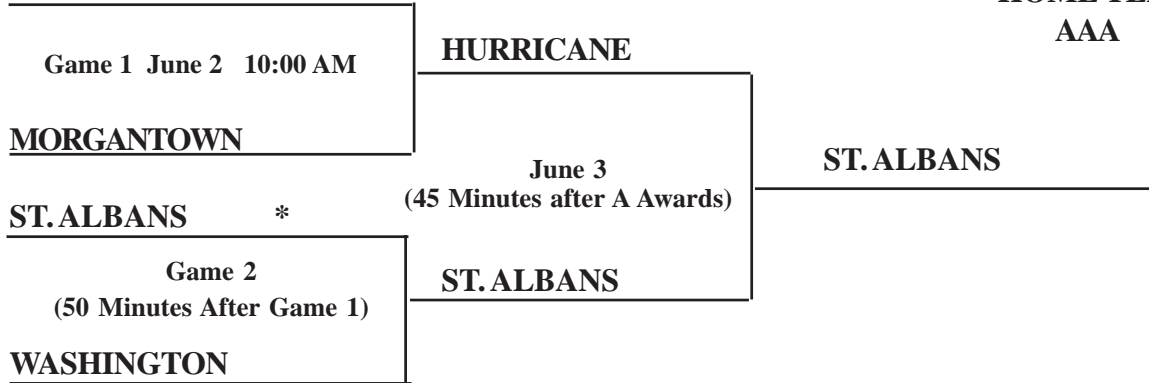 AAA
HURRICANE
Game 1 June 2 10:00 AM
MORGANTOWN
ST. ALBANS
June 3
(45 Minutes after A Awards)
ST. ALBANS *
Game 2
(50 Minutes After Game 1)
ST. ALBANS
WASHINGTON